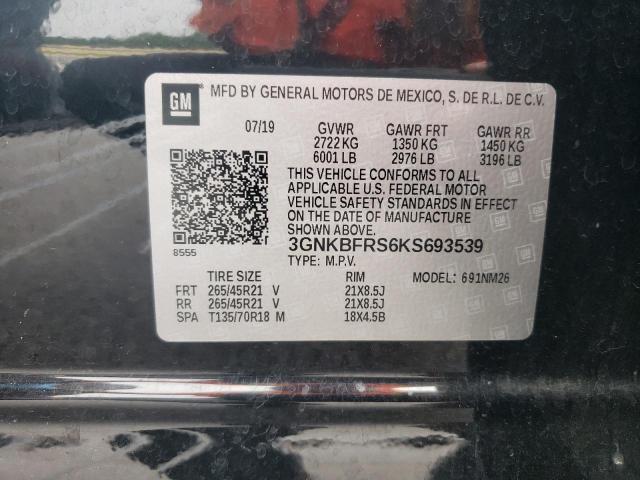 GM
MFD BY GENERAL MOTORS DE MEXICO, S. DE R.L. DE C.V.
07/19 GVWR GAWR FRT GAWR RR
2722 KG 1350 KG 1450 KG
6001 LB 2976 LB 3196 LB
THIS VEHICLE CONFORMS TO ALL
APPLICABLE U.S. FEDERAL MOTOR
VEHICLE SAFETY STANDARDS IN
EFFECT ON THE DATE OF MANUFACTURE
SHOWN ABOVE.
3GNKBFRS6KS693539
8555
TYPE: M.P.V.
TIRE SIZE RIM MODEL: 691NM26
FRT 265/45R21 V 21X8.5J
RR 265/45R21 V 21X8.5J
SPA T135/70R18 M 18X4.5B